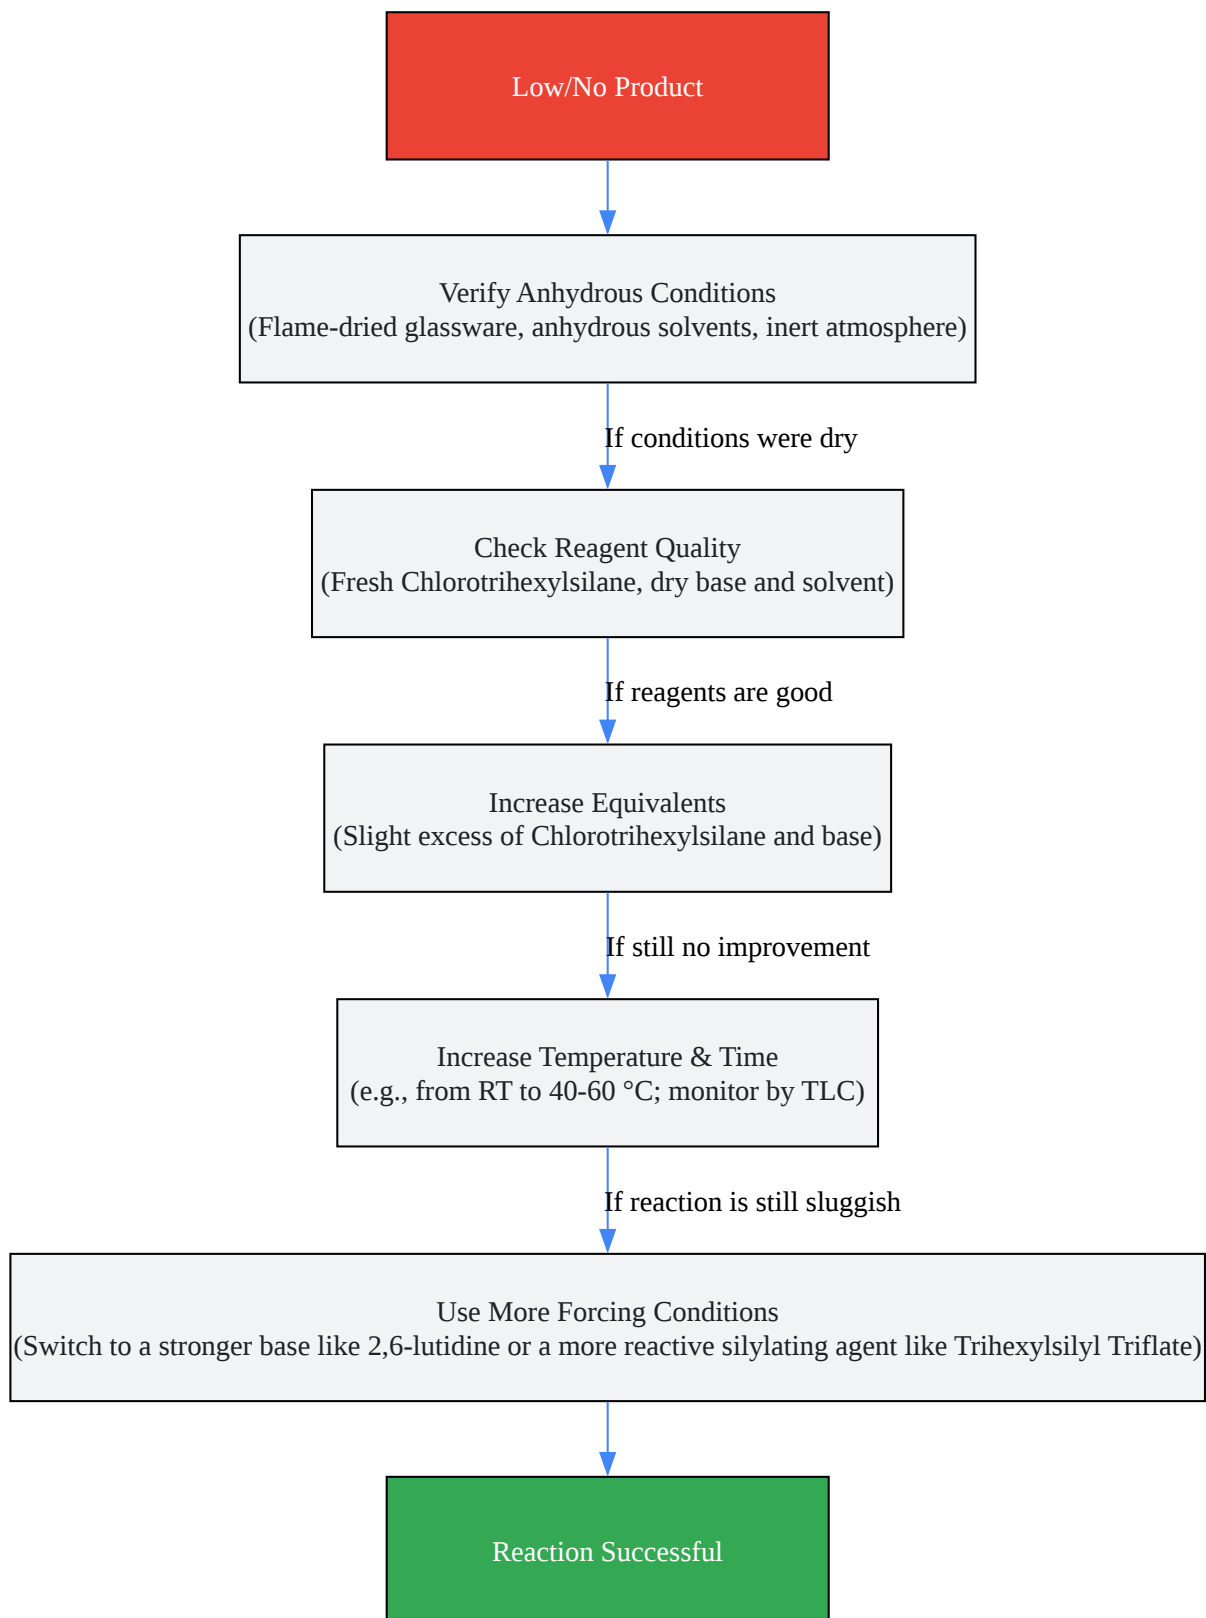 Low/No Product
Verify Anhydrous Conditions
(Flame-dried glassware, anhydrous solvents, inert atmosphere)
If conditions were dry
Check Reagent Quality
(Fresh Chlorotrihexylsilane, dry base and solvent)
If reagents are good
Increase Equivalents
(Slight excess of Chlorotrihexylsilane and base)
If still no improvement
Increase Temperature & Time
(e.g., from RT to 40-60 °C; monitor by TLC)
If reaction is still sluggish
Use More Forcing Conditions
(Switch to a stronger base like 2,6-lutidine or a more reactive silylating agent like Trihexylsilyl Triflate)
Reaction Successful